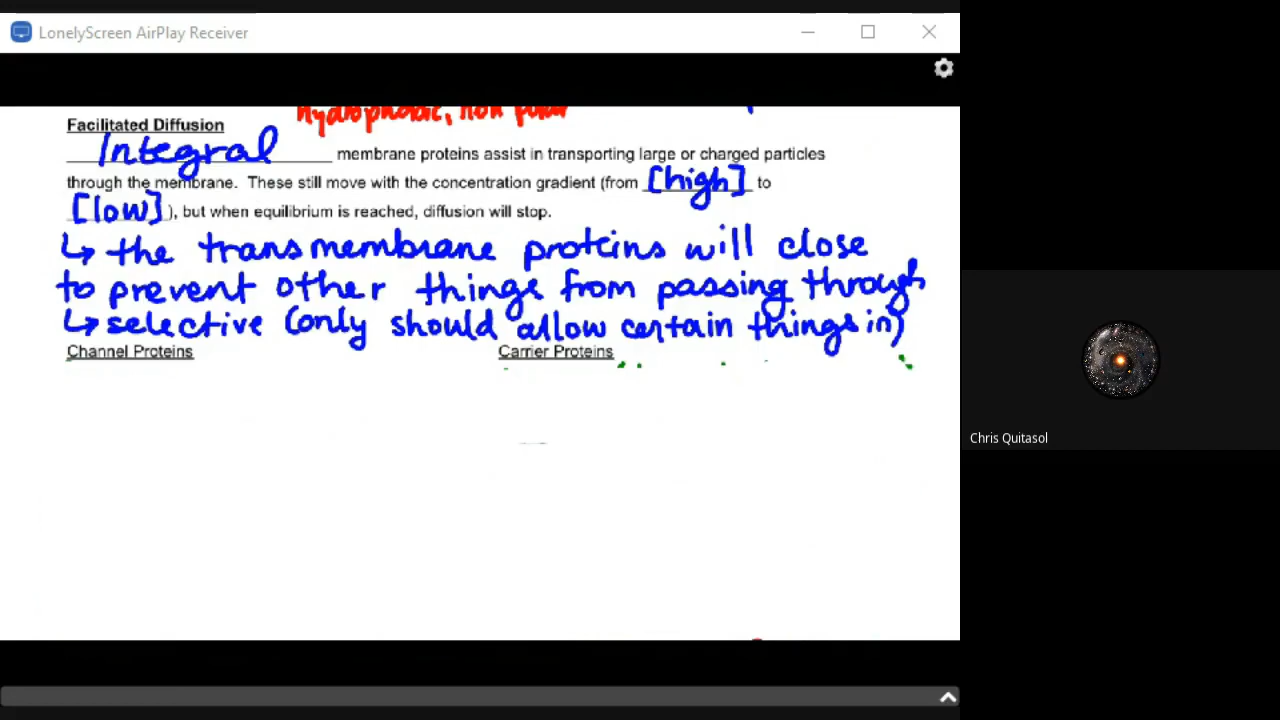 LonelyScreen AirPlay Receiver
hydrophobic, non polar
Facilitated Diffusion
Integral membrane proteins assist in transporting large or charged particles
through the membrane. These still move with the concentration gradient (from [high] to
[low]), but when equilibrium is reached, diffusion will stop.
↳ the transmembrane proteins will close
to prevent other things from passing through
↳ selective (only should allow certain things in)
Channel Proteins Carrier Proteins
Chris Quitasol